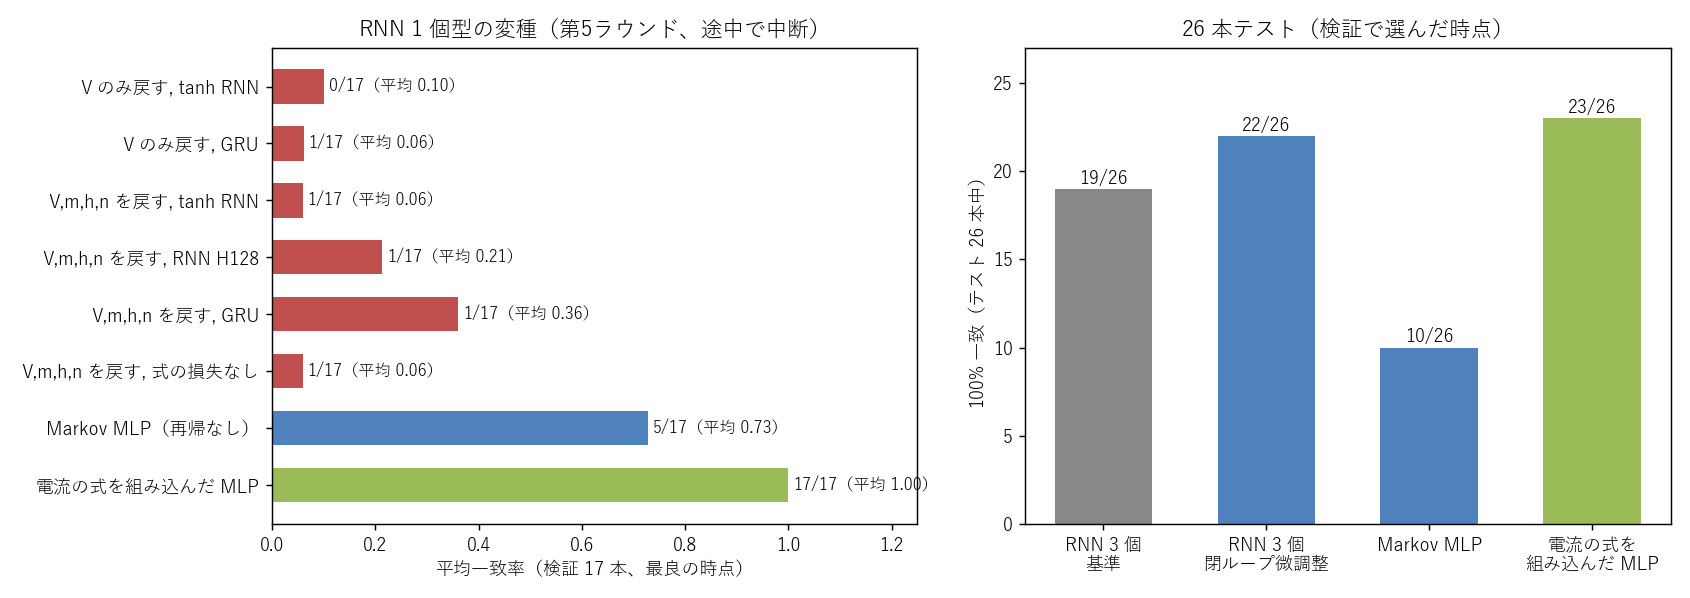 RNN 1 個型の変種（第5ラウンド、途中で中断）
V のみ戻す, tanh RNN
0/17（平均 0.10）
V のみ戻す, GRU
1/17（平均 0.06）
V,m,h,n を戻す, tanh RNN
1/17（平均 0.06）
V,m,h,n を戻す, RNN H128
1/17（平均 0.21）
V,m,h,n を戻す, GRU
1/17（平均 0.36）
V,m,h,n を戻す, 式の損失なし
1/17（平均 0.06）
Markov MLP（再帰なし）
5/17（平均 0.73）
電流の式を組み込んだ MLP
17/17（平均 1.00）
0.0 0.2 0.4 0.6 0.8 1.0 1.2
平均一致率（検証 17 本、最良の時点）
26 本テスト（検証で選んだ時点）
100% 一致（テスト 26 本中）
25
20
15
10
5
0
19/26
22/26
10/26
23/26
RNN 3 個
基準
RNN 3 個
閉ループ微調整
Markov MLP
電流の式を
組み込んだ MLP